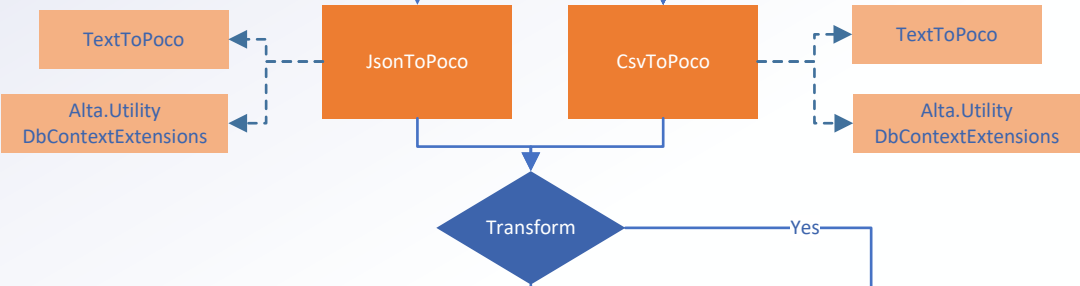 TextToPoco
JsonToPoco
CsvToPoco
TextToPoco
Alta.Utility
DbContextExtensions
Alta.Utility
DbContextExtensions
Transform
Yes